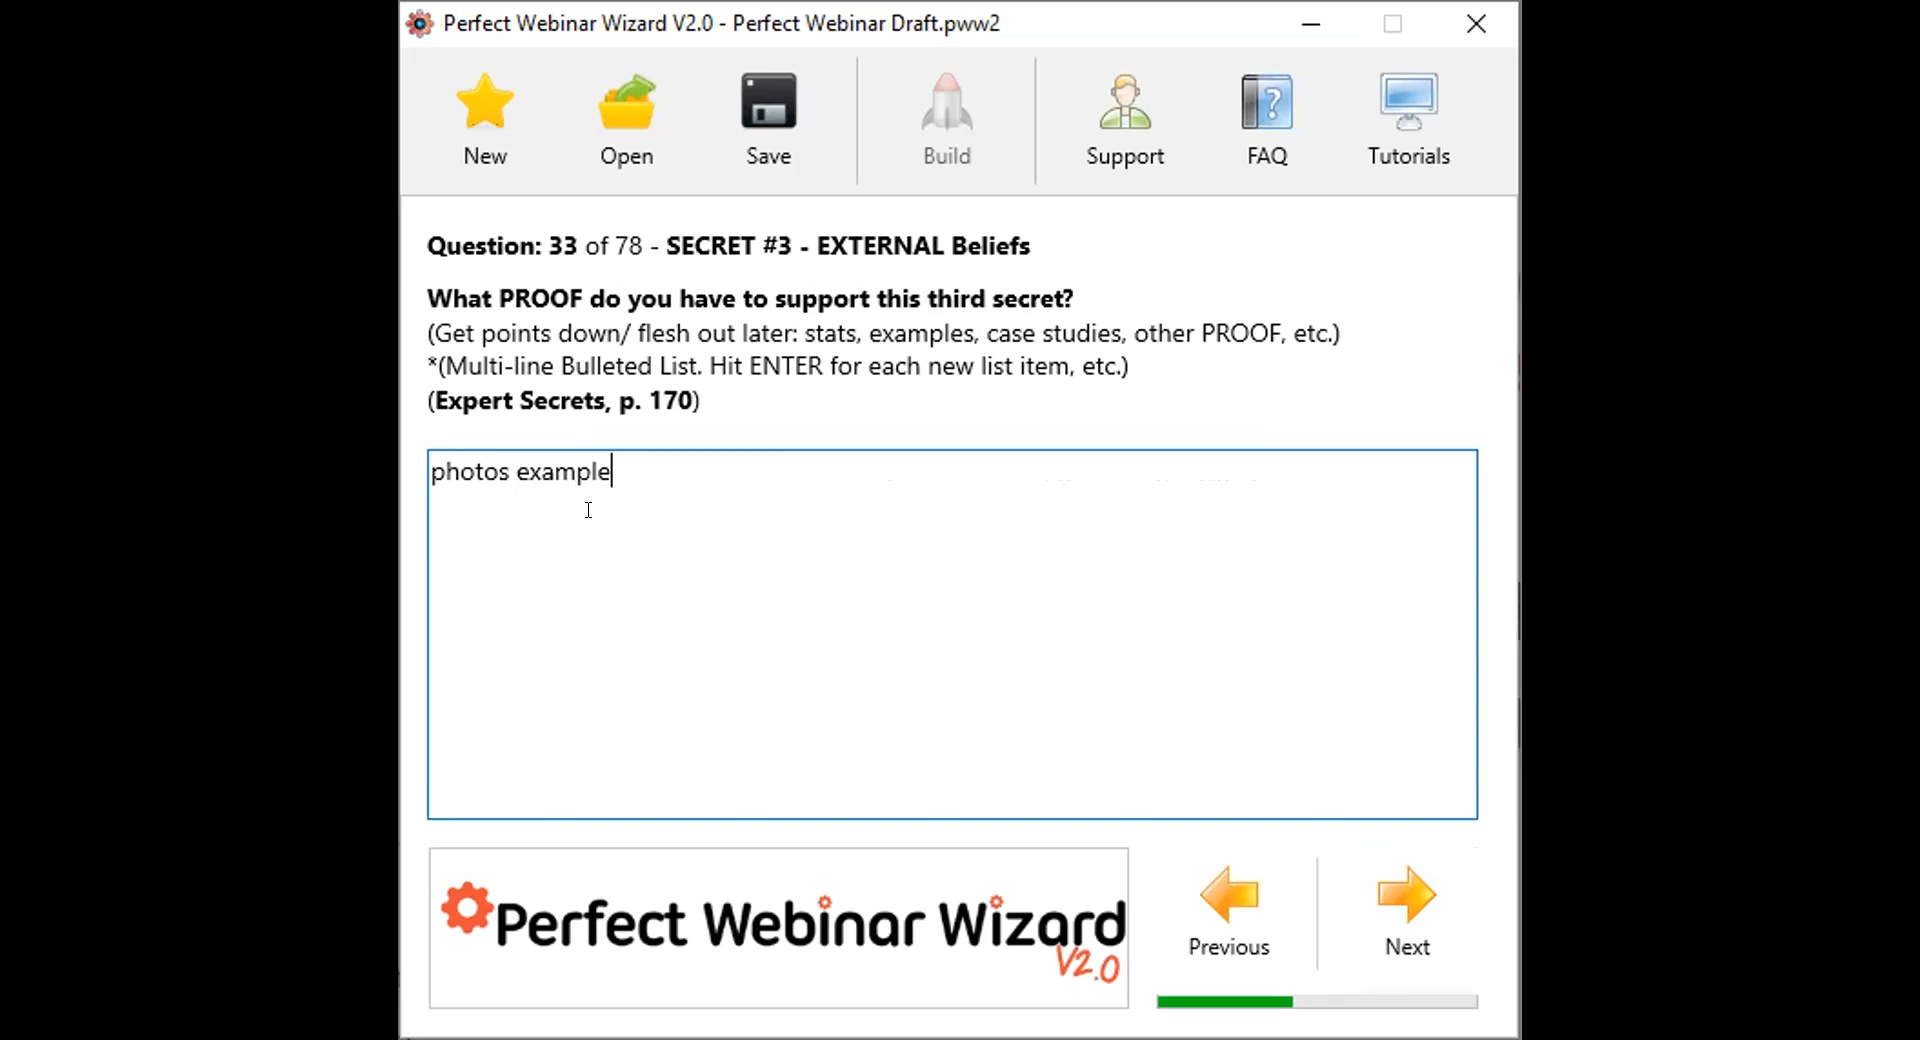 Perfect Webinar Wizard V2.0 - Perfect Webinar Draft.pww2
New Open Save Build Support FAQ Tutorials
Question: 33 of 78 - SECRET #3 - EXTERNAL Beliefs
What PROOF do you have to support this third secret?
(Get points down/ flesh out later: stats, examples, case studies, other PROOF, etc.)
*(Multi-line Bulleted List. Hit ENTER for each new list item, etc.)
(Expert Secrets, p. 170)
photos example
Perfect Webinar Wizard
V2.0
Previous Next